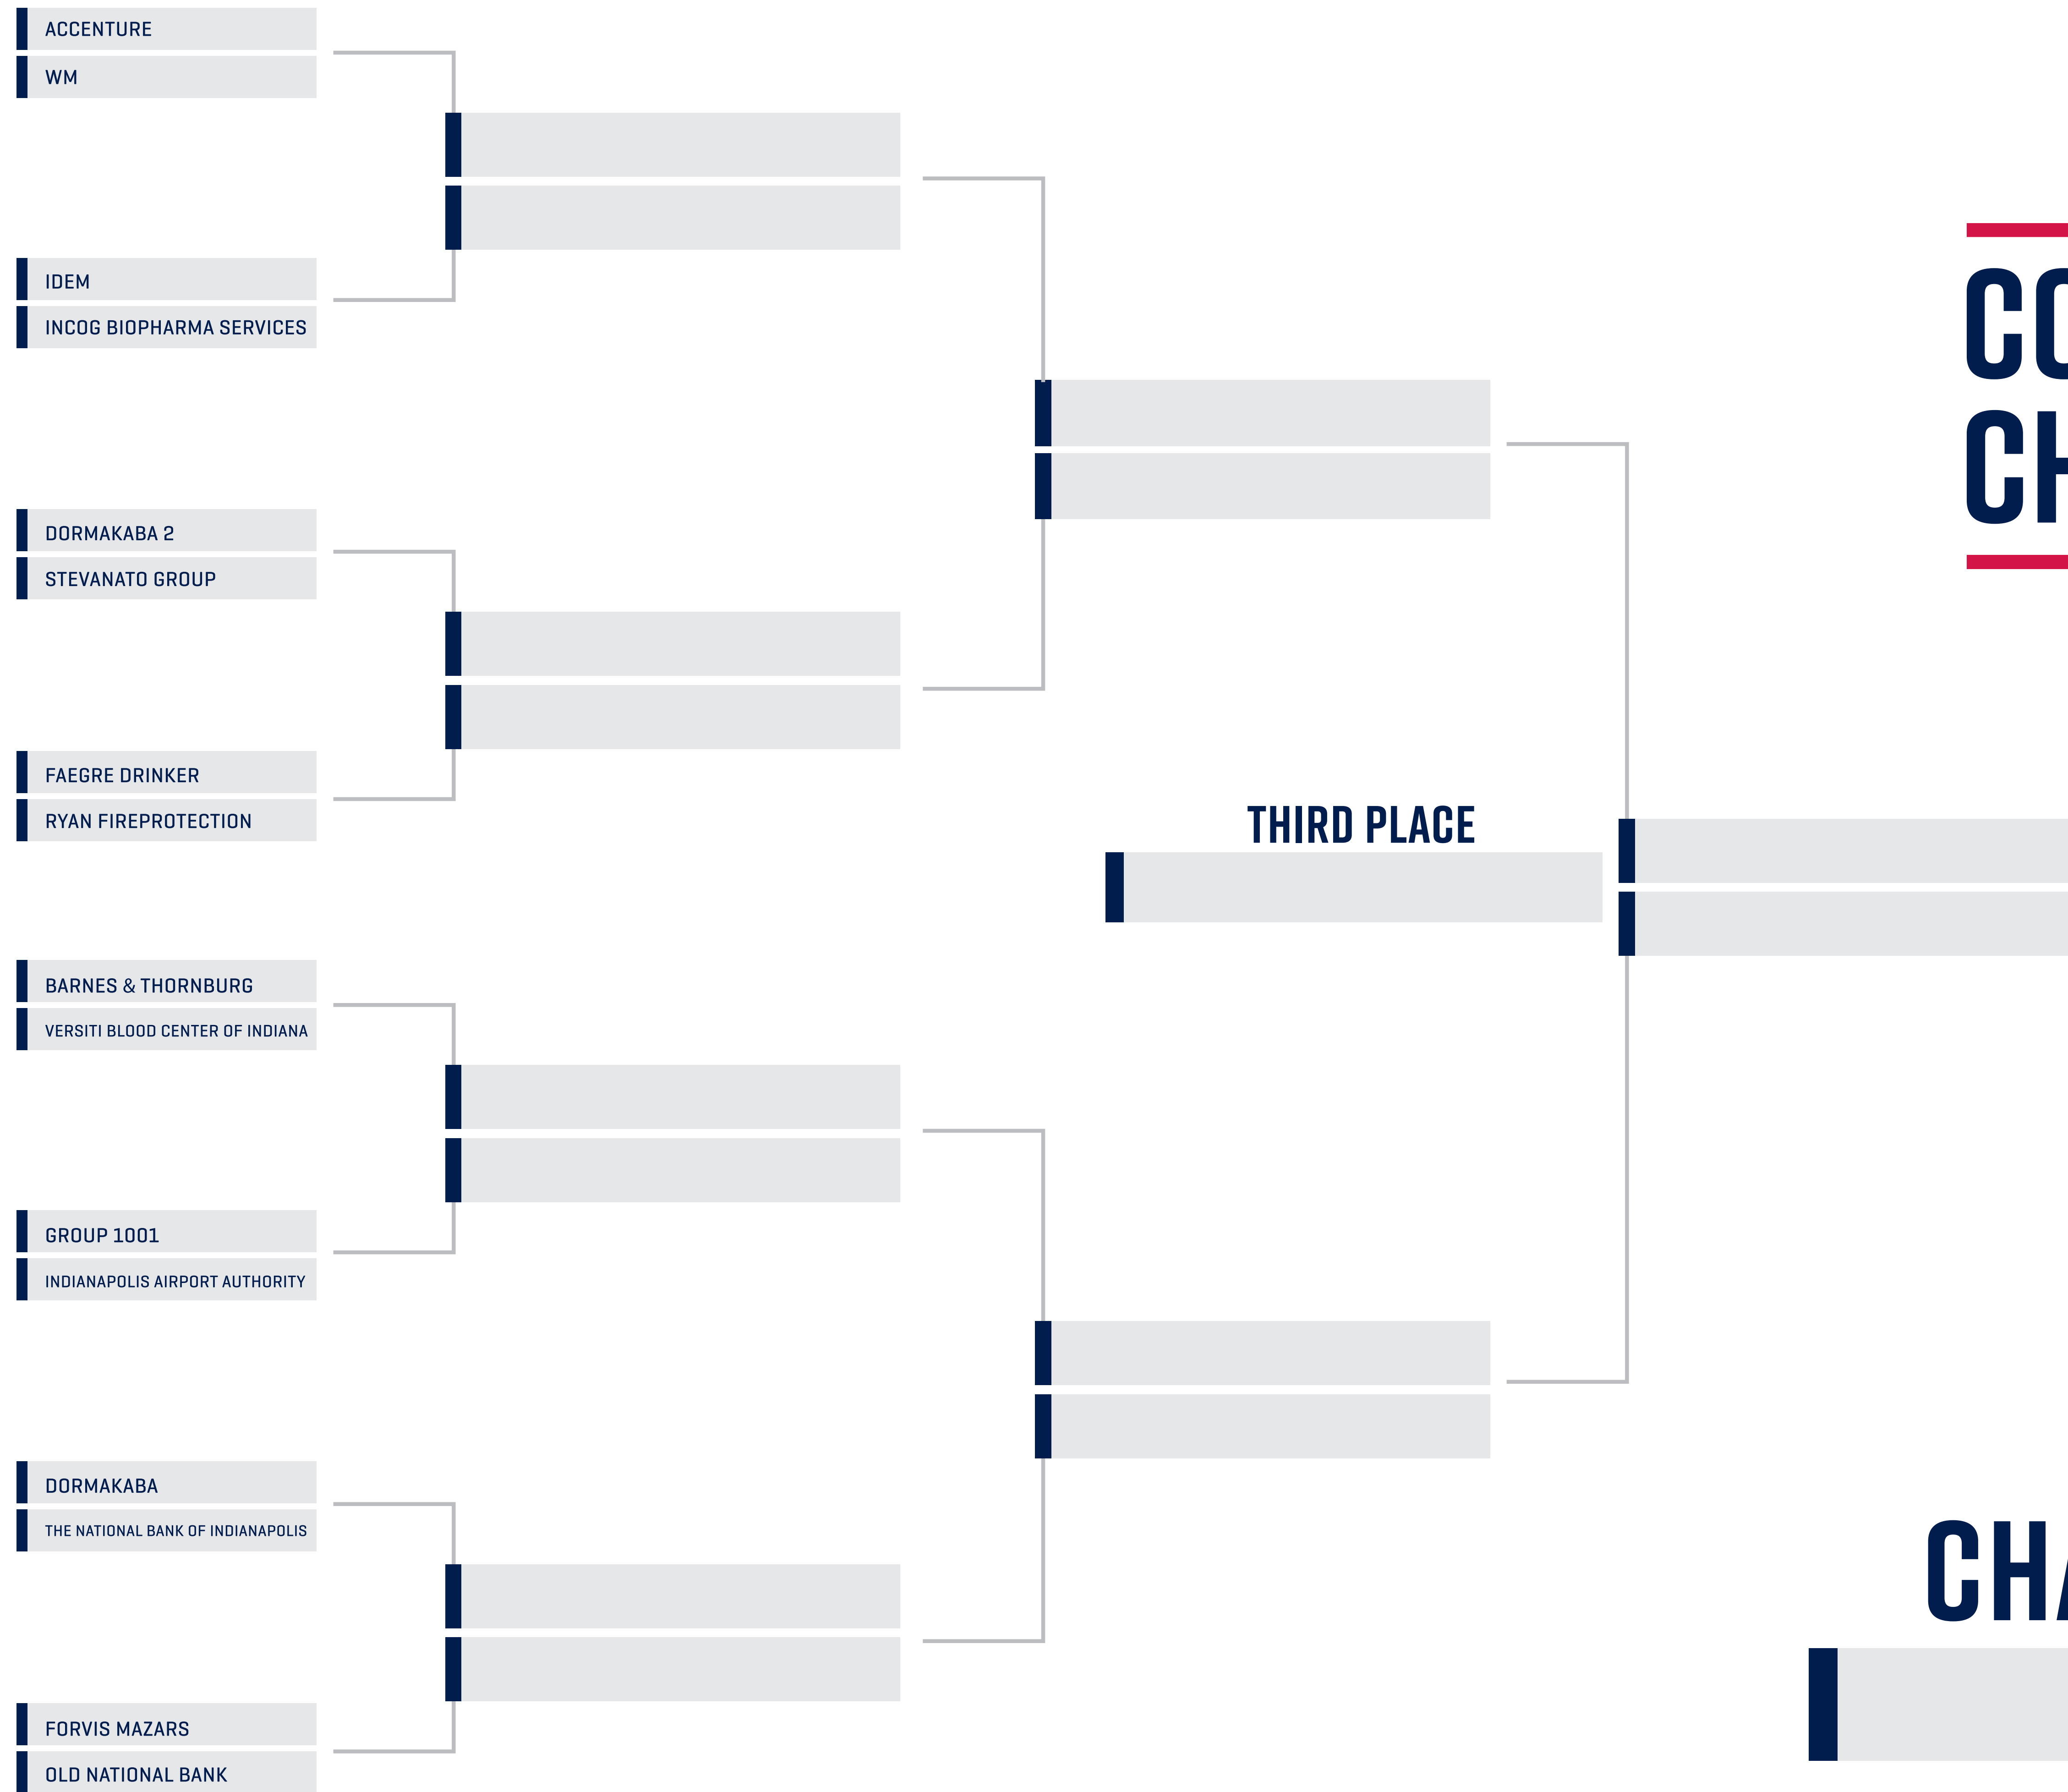 ACCENTURE
WM
IDEM
INCOG BIOPHARMA SERVICES
DORMAKABA 2
STEVANATO GROUP
FAEGRE DRINKER
RYAN FIREPROTECTION
BARNES & THORNBURG
VERSITI BLOOD CENTER OF INDIANA
GROUP 1001
INDIANAPOLIS AIRPORT AUTHORITY
DORMAKABA
THE NATIONAL BANK OF INDIANAPOLIS
FORVIS MAZARS
OLD NATIONAL BANK
THIRD PLACE